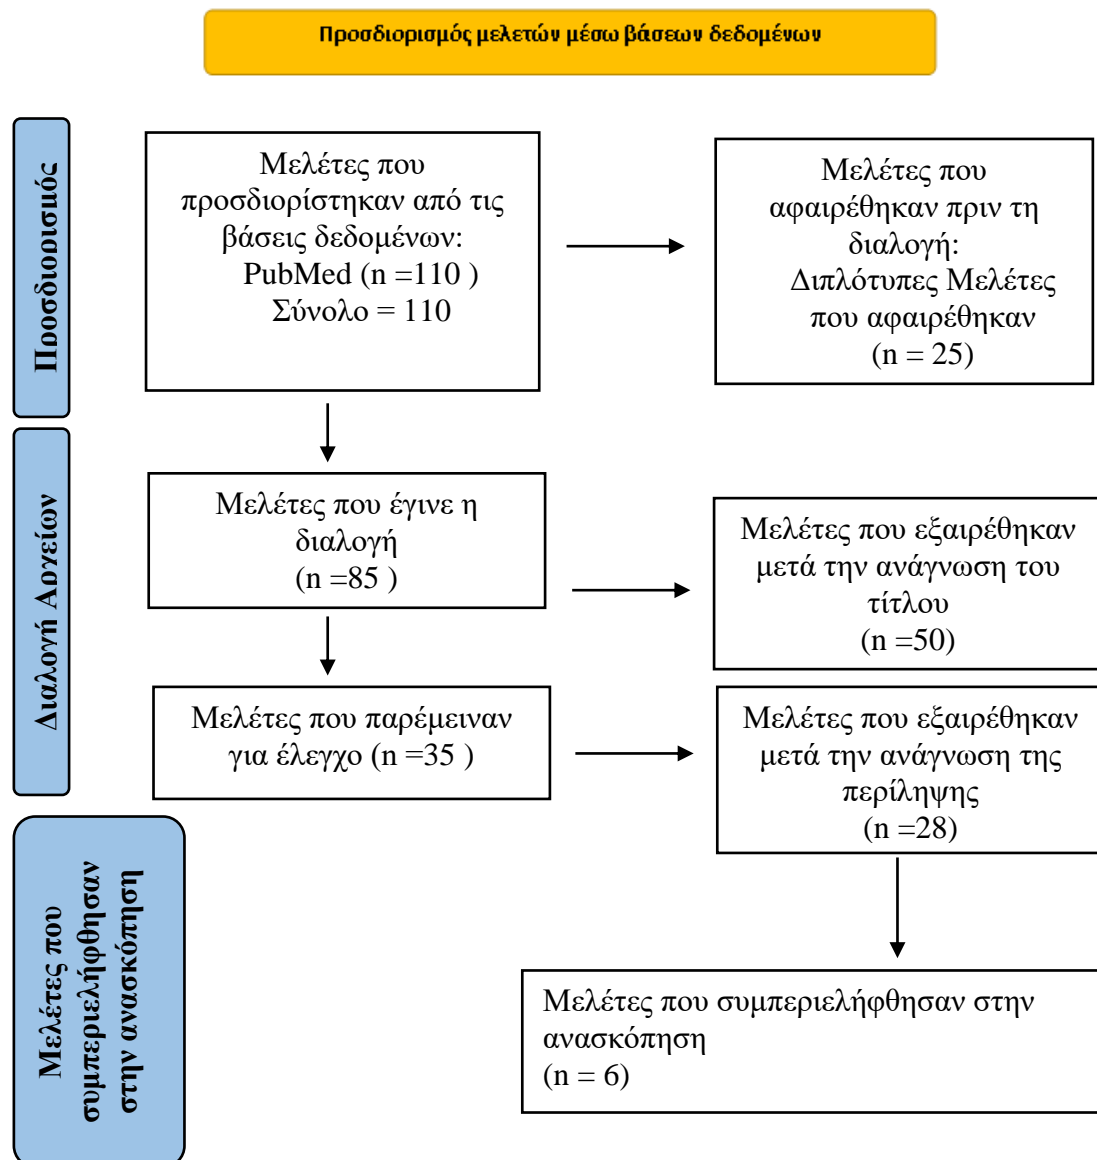 Προσδιορισμός μελετών μέσω βάσεων δεδομένων
Προσδιορισμός
Μελέτες που
προσδιορίστηκαν από τις
βάσεις δεδομένων:
PubMed (n =110 )
Σύνολο = 110
Μελέτες που
αφαιρέθηκαν πριν τη
διαλογή:
Διπλότυπες Μελέτες
που αφαιρέθηκαν
(n = 25)
Διαλογή Αρχείων
Μελέτες που έγινε η
διαλογή
(n =85 )
Μελέτες που εξαιρέθηκαν
μετά την ανάγνωση του
τίτλου
(n =50)
Μελέτες που παρέμειναν
για έλεγχο (n =35 )
Μελέτες που εξαιρέθηκαν
μετά την ανάγνωση της
περίληψης
(n =28)
Μελέτες που
συμπεριελήφθησαν
στην ανασκόπηση
Μελέτες που συμπεριελήφθησαν στην
ανασκόπηση
(n = 6)